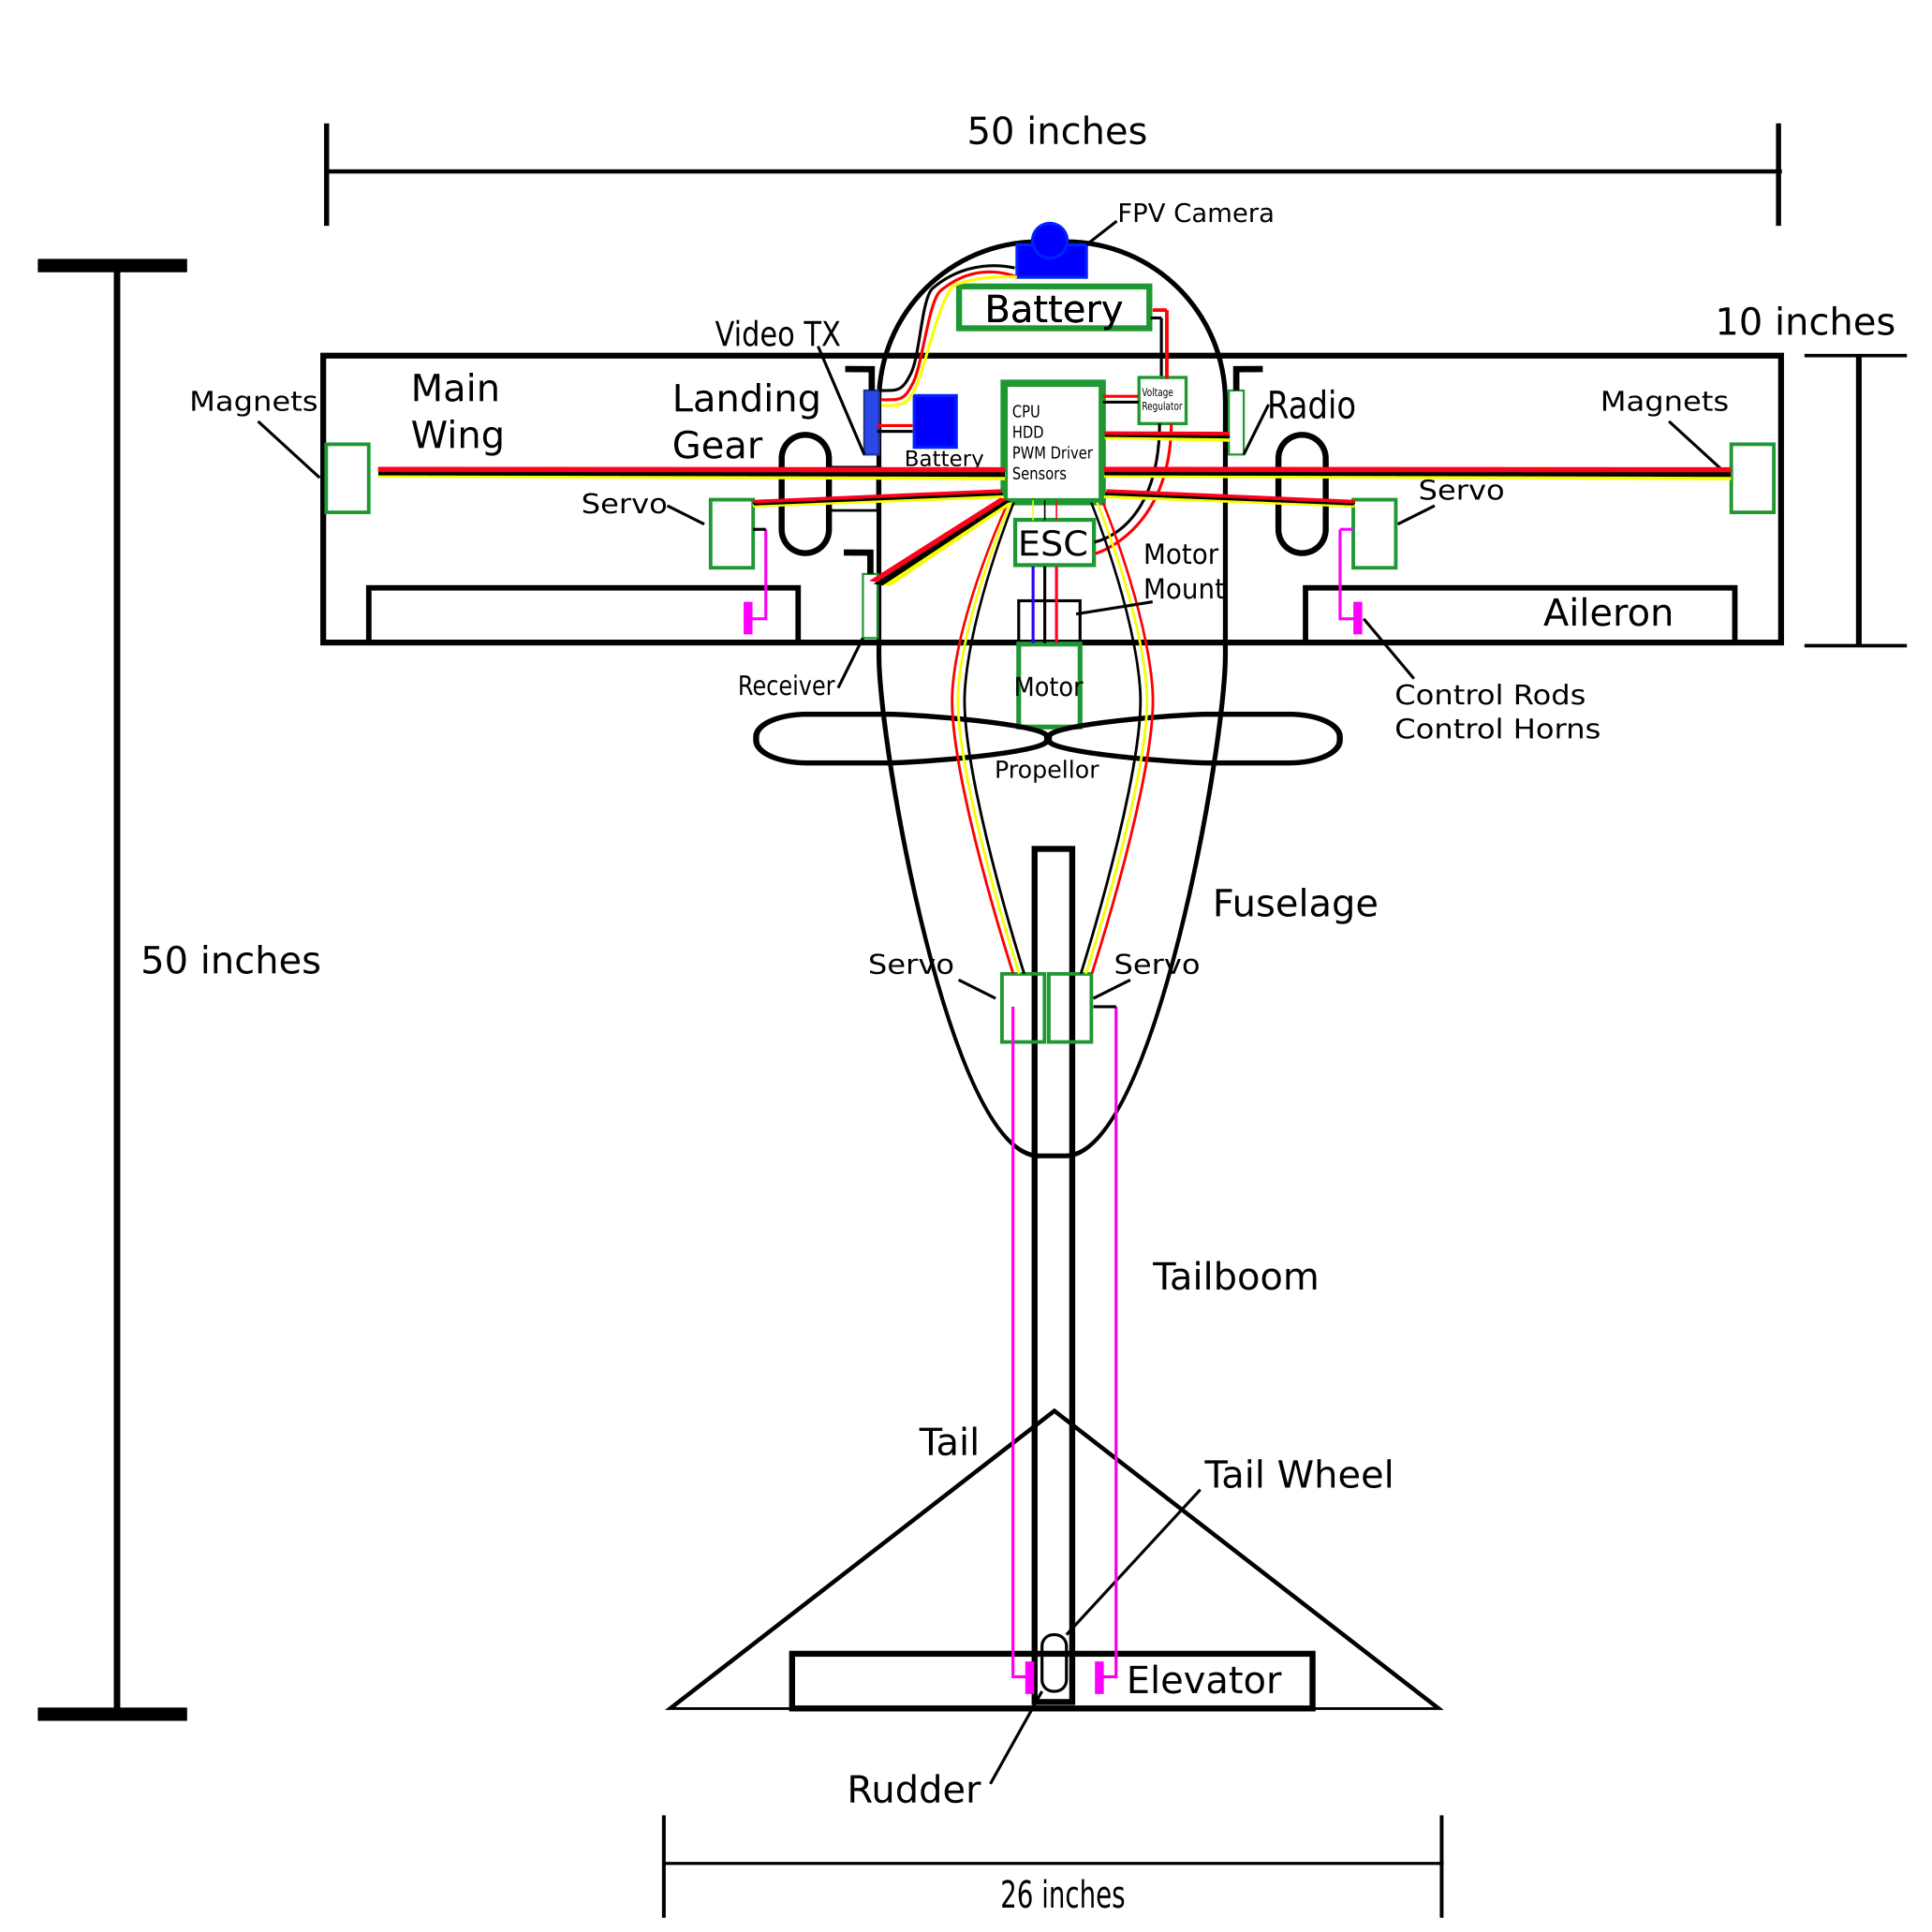 50 inches
FPV Camera
Battery
10 inches
Video TX
Main
Wing
Landing
Gear
Magnets
CPU
HDD
PWM Driver
Sensors
Voltage
Regulator
Radio
Magnets
Battery
Servo
Servo
ESC
Motor
Mount
Aileron
Receiver
Motor
Control Rods
Control Horns
Propellor
Fuselage
50 inches
Servo
Servo
Tailboom
Tail
Tail Wheel
Elevator
Rudder
26 inches